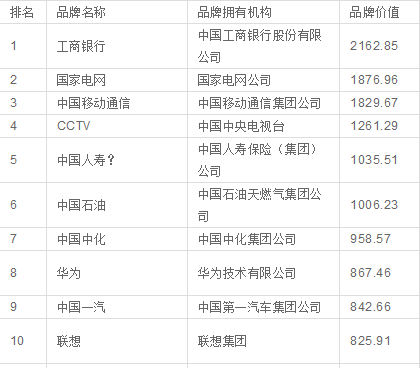 排名 品牌名称 品牌拥有机构 品牌价值
1 工商银行 中国工商银行股份有限公司 2162.85
2 国家电网 国家电网公司 1876.96
3 中国移动通信 中国移动通信集团公司 1829.67
4 CCTV 中国中央电视台 1261.29
5 中国人寿？ 中国人寿保险（集团）公司 1035.51
6 中国石油 中国石油天燃气集团公司 1006.23
7 中国中化 中国中化集团公司 958.57
8 华为 华为技术有限公司 867.46
9 中国一汽 中国第一汽车集团公司 842.66
10 联想 联想集团 825.91